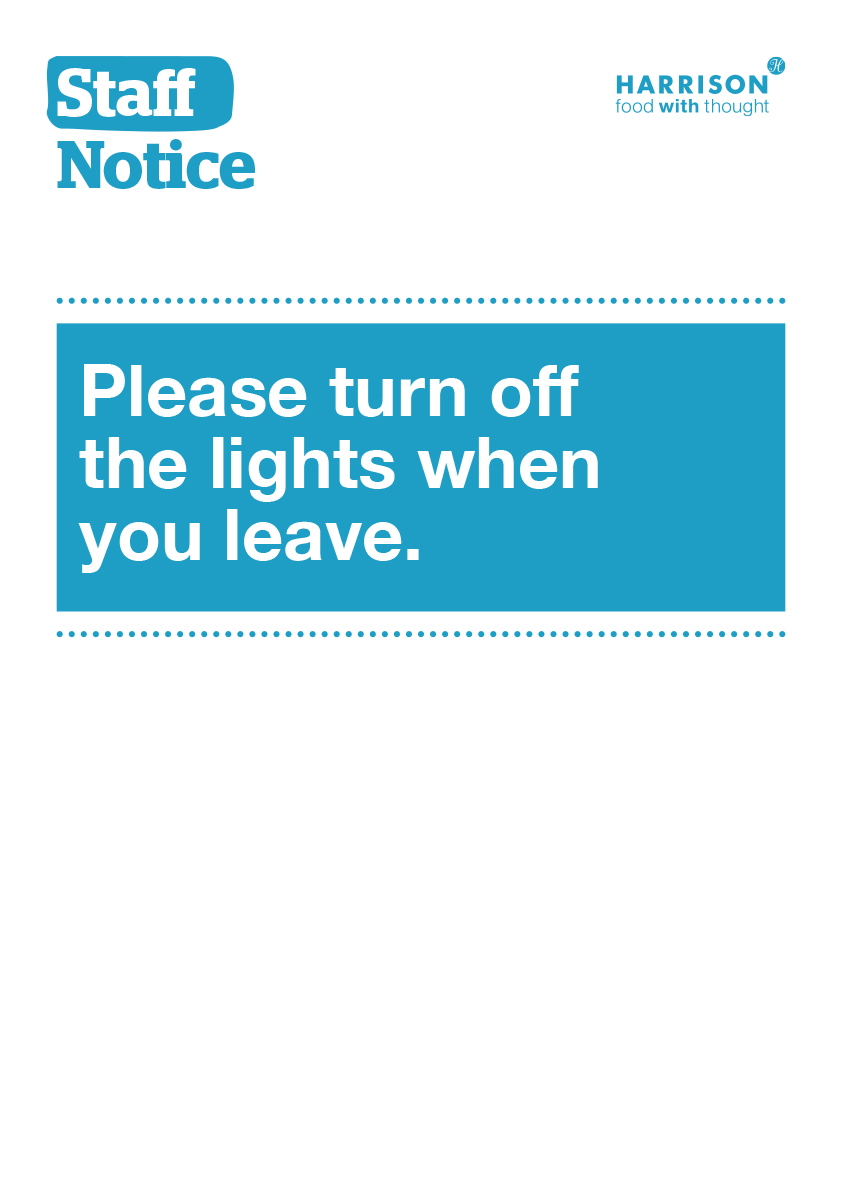 Staff
Notice
H
HARRISON
food with thought
Please turn off
the lights when
you leave.